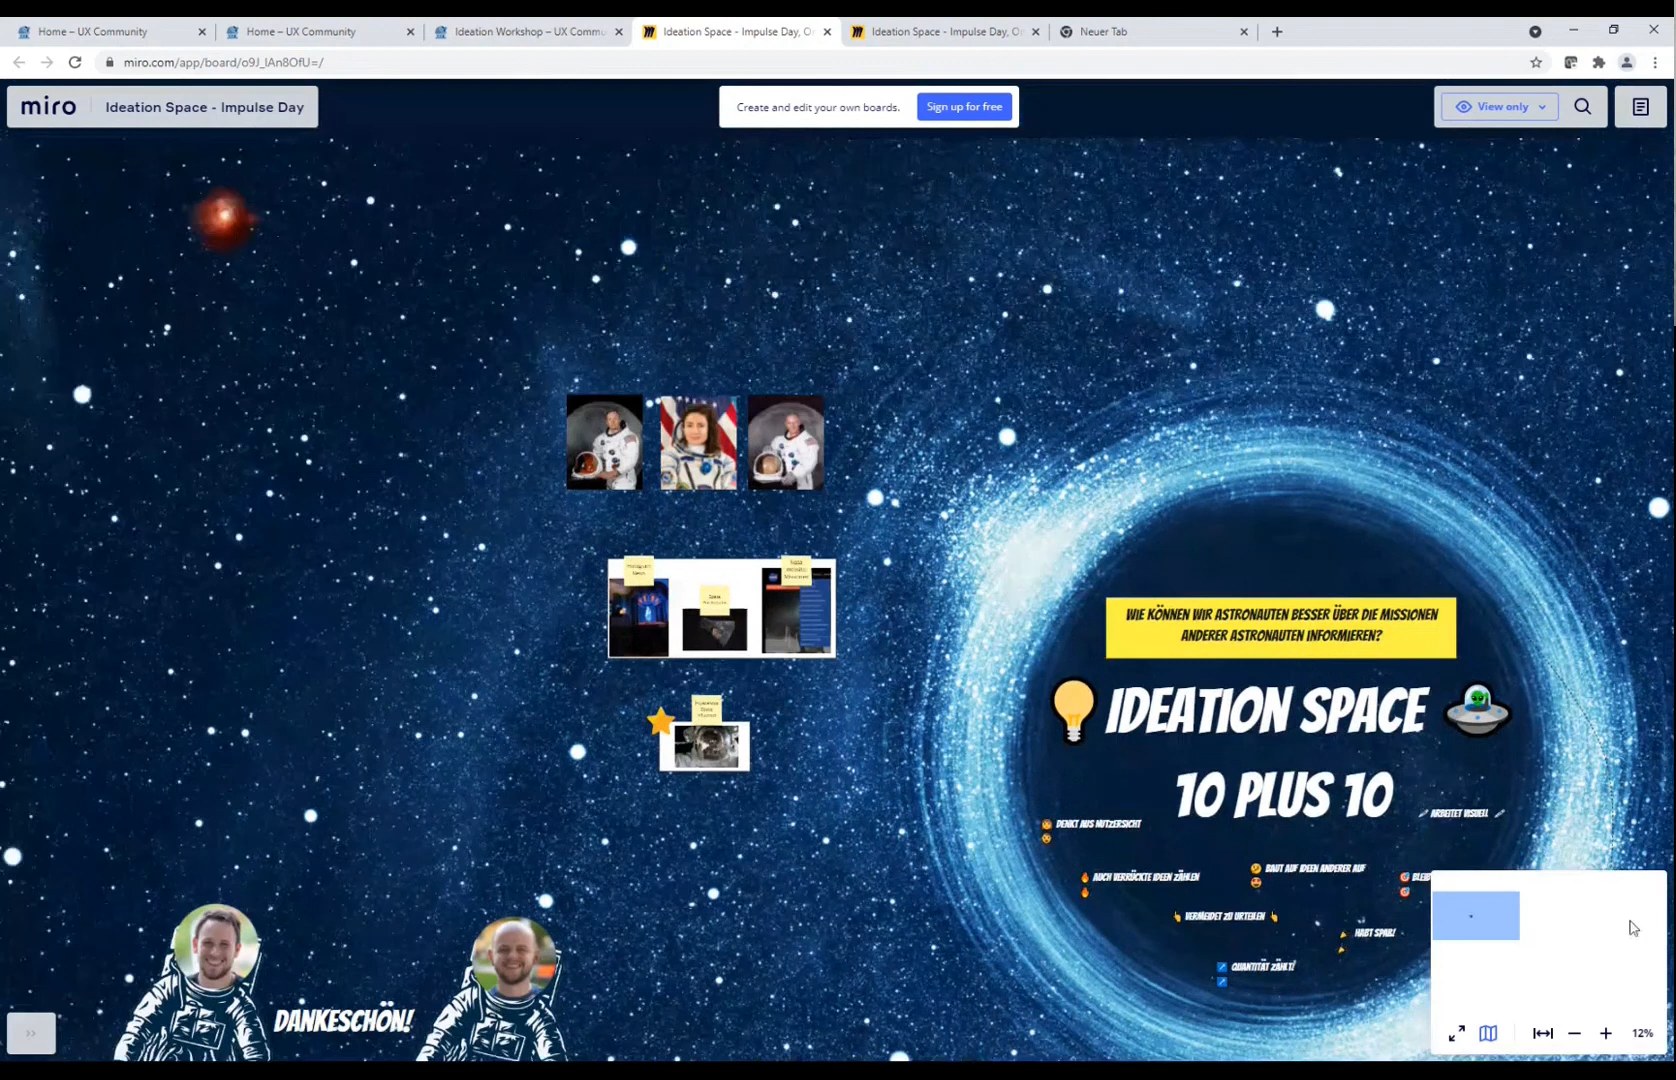 Home – UX Community
Home – UX Community
Ideation Workshop – UX Commu
Ideation Space - Impulse Day, O
Ideation Space - Impulse Day, O
Neuer Tab
miro.com/app/board/o9J_lAn8OfU=/
miro
Ideation Space - Impulse Day
Create and edit your own boards.
Sign up for free
View only
WIE KÖNNEN WIR ASTRONAUTEN BESSER ÜBER DIE MISSIONEN
ANDERER ASTRONAUTEN INFORMIEREN?
IDEATION SPACE
10 PLUS 10
ARBEITET VISUELL
DENKT AUS NUTZERSICHT
BAUT AUF IDEEN ANDERER AUF
AUCH VERRÜCKTE IDEEN ZÄHLEN
BLEIB
VERMEIDET ZU URTEILEN
HABT SPAß!
QUANTITÄT ZÄHLT!
DANKESCHÖN!
12%